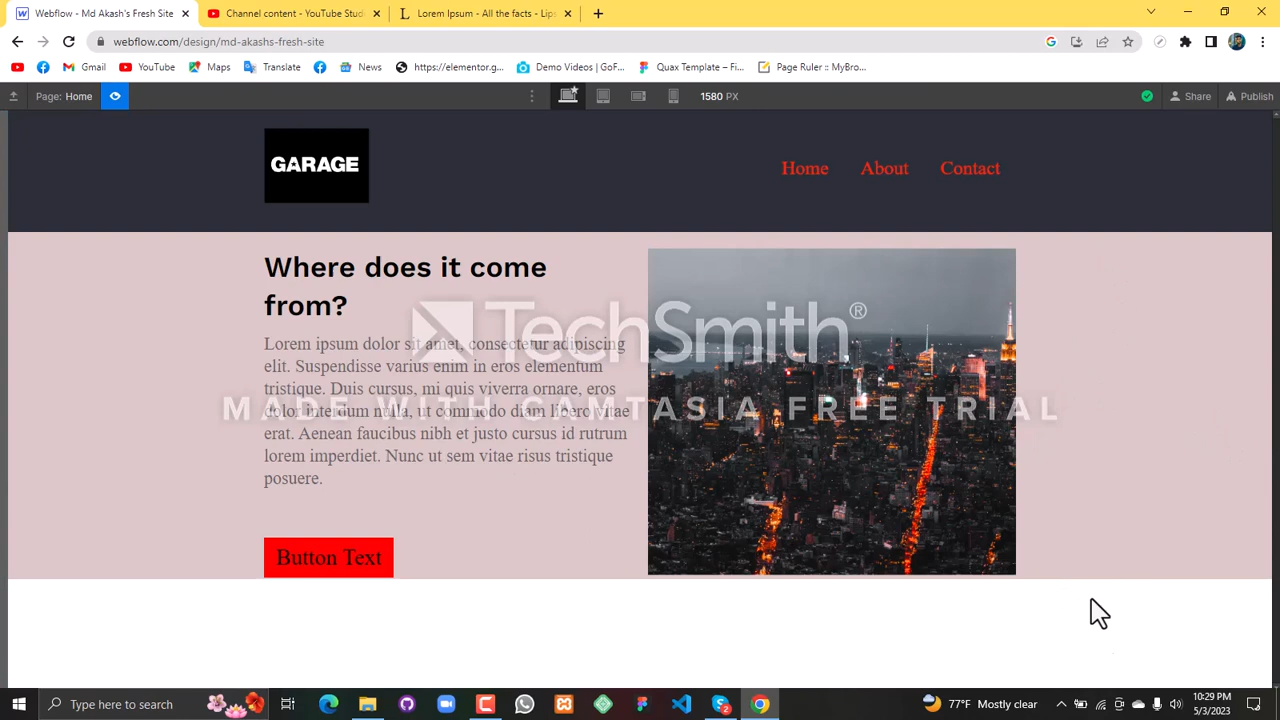 Webflow - Md Akash's Fresh Site
Channel content - YouTube Studi
Lorem Ipsum - All the facts - Lips
webflow.com/design/md-akashs-fresh-site
Gmail
YouTube
Maps
Translate
News
https://elementor.g...
Demo Videos | GoF...
Quax Template – Fi...
Page Ruler :: MyBro...
Page: Home
1580 PX
Share
Publish
GARAGE
Home
About
Contact
Where does it come
from?
Lorem ipsum dolor sit amet, consectetur adipiscing
elit. Suspendisse varius enim in eros elementum
tristique. Duis cursus, mi quis viverra ornare, eros
dolor interdum nulla, ut commodo diam libero vitae
erat. Aenean faucibus nibh et justo cursus id rutrum
lorem imperdiet. Nunc ut sem vitae risus tristique
posuere.
Button Text
TechSmith®
MADE WITH CAMTASIA FREE TRIAL
Type here to search
77°F Mostly clear
10:29 PM
5/3/2023